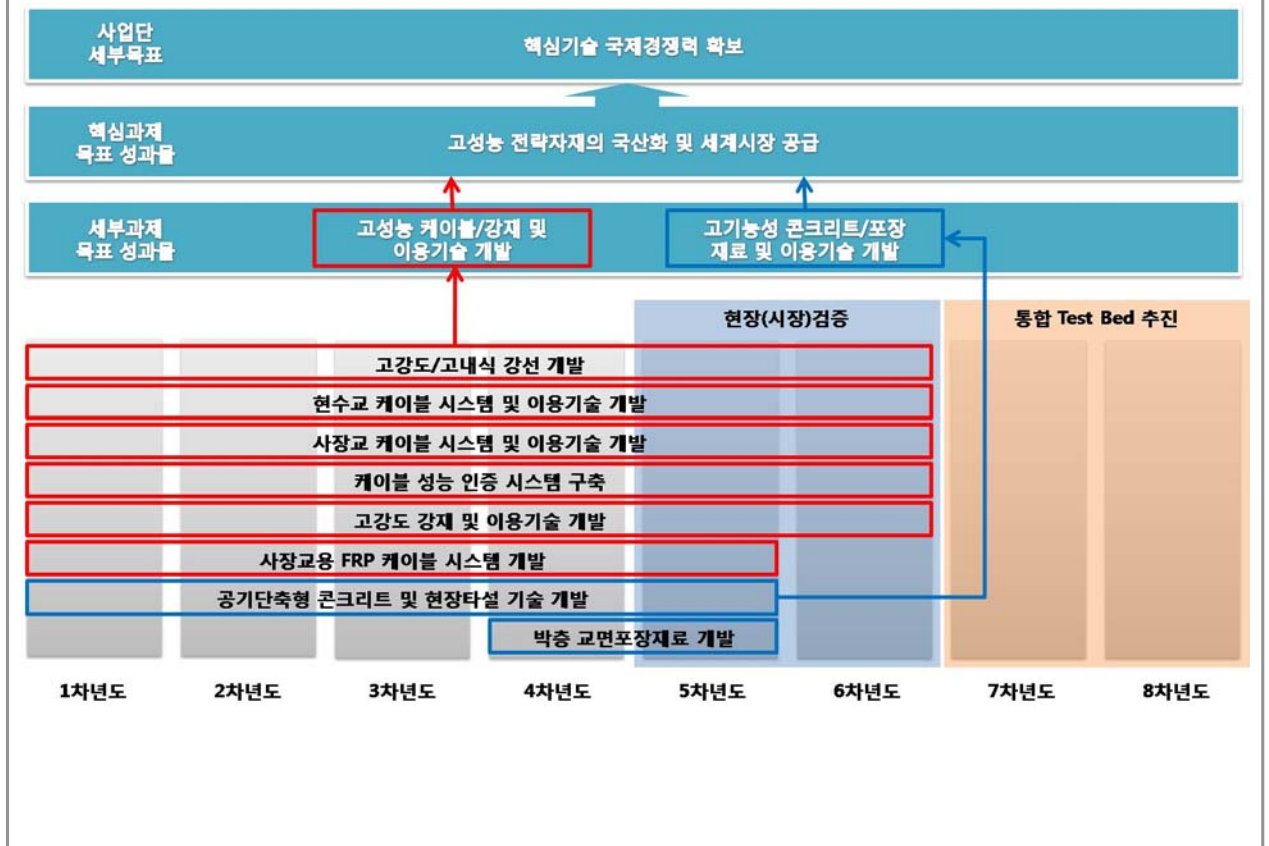 사업단
세부목표
핵심기술 국제경쟁력 확보
핵심과제
목표 성과물
고성능 전략자재의 국산화 및 세계시장 공급
세부과제
목표 성과물
고성능 케이블/강재 및
이용기술 개발
고기능성 콘크리트/포장
재료 및 이용기술 개발
현장(시장)검증
통합 Test Bed 추진
고강도/고내식 강선 개발
현수교 케이블 시스템 및 이용기술 개발
사장교 케이블 시스템 및 이용기술 개발
케이블 성능 인증 시스템 구축
고강도 강재 및 이용기술 개발
사장교용 FRP 케이블 시스템 개발
공기단축형 콘크리트 및 현장타설 기술 개발
박층 교면포장재료 개발
1차년도 2차년도 3차년도 4차년도 5차년도 6차년도 7차년도 8차년도